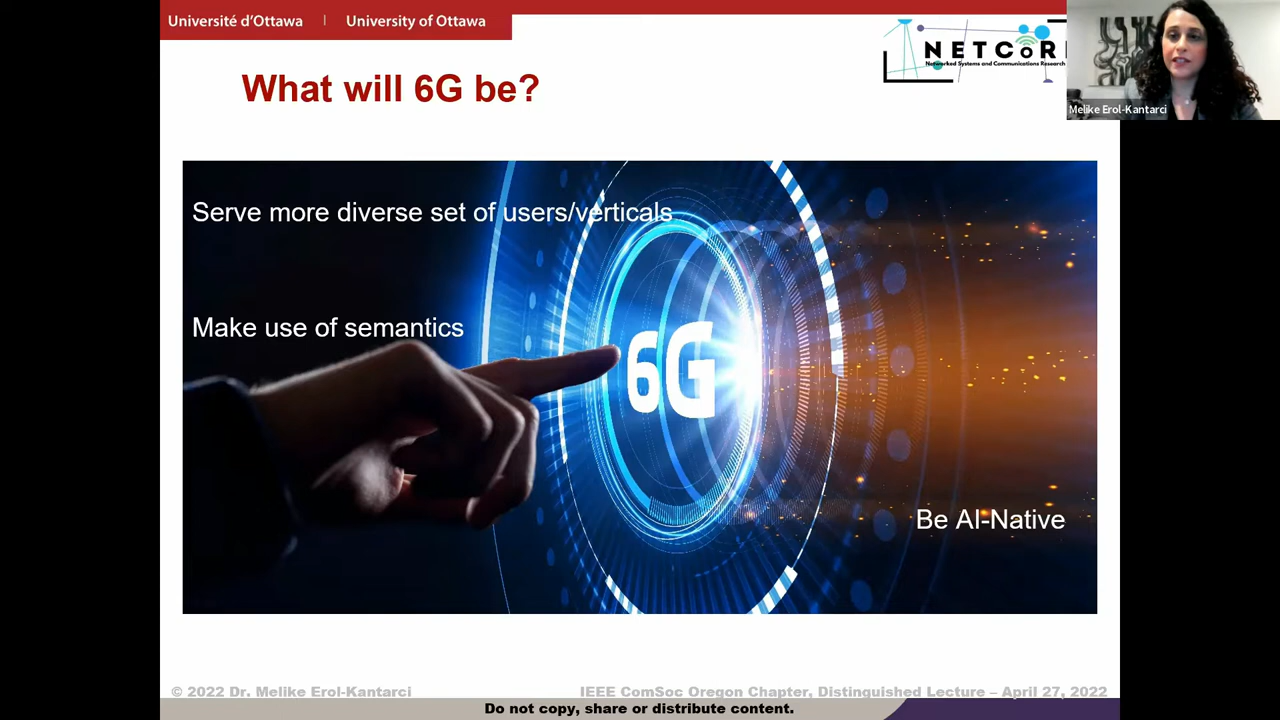 Université d'Ottawa | University of Ottawa
NETCOR
Networked Systems and Communications Research
Melike Erol-Kantarci
What will 6G be?
Serve more diverse set of users/verticals
Make use of semantics
6G
Be AI-Native
© 2022 Dr. Melike Erol-Kantarci
IEEE ComSoc Oregon Chapter, Distinguished Lecture – April 27, 2022
Do not copy, share or distribute content.